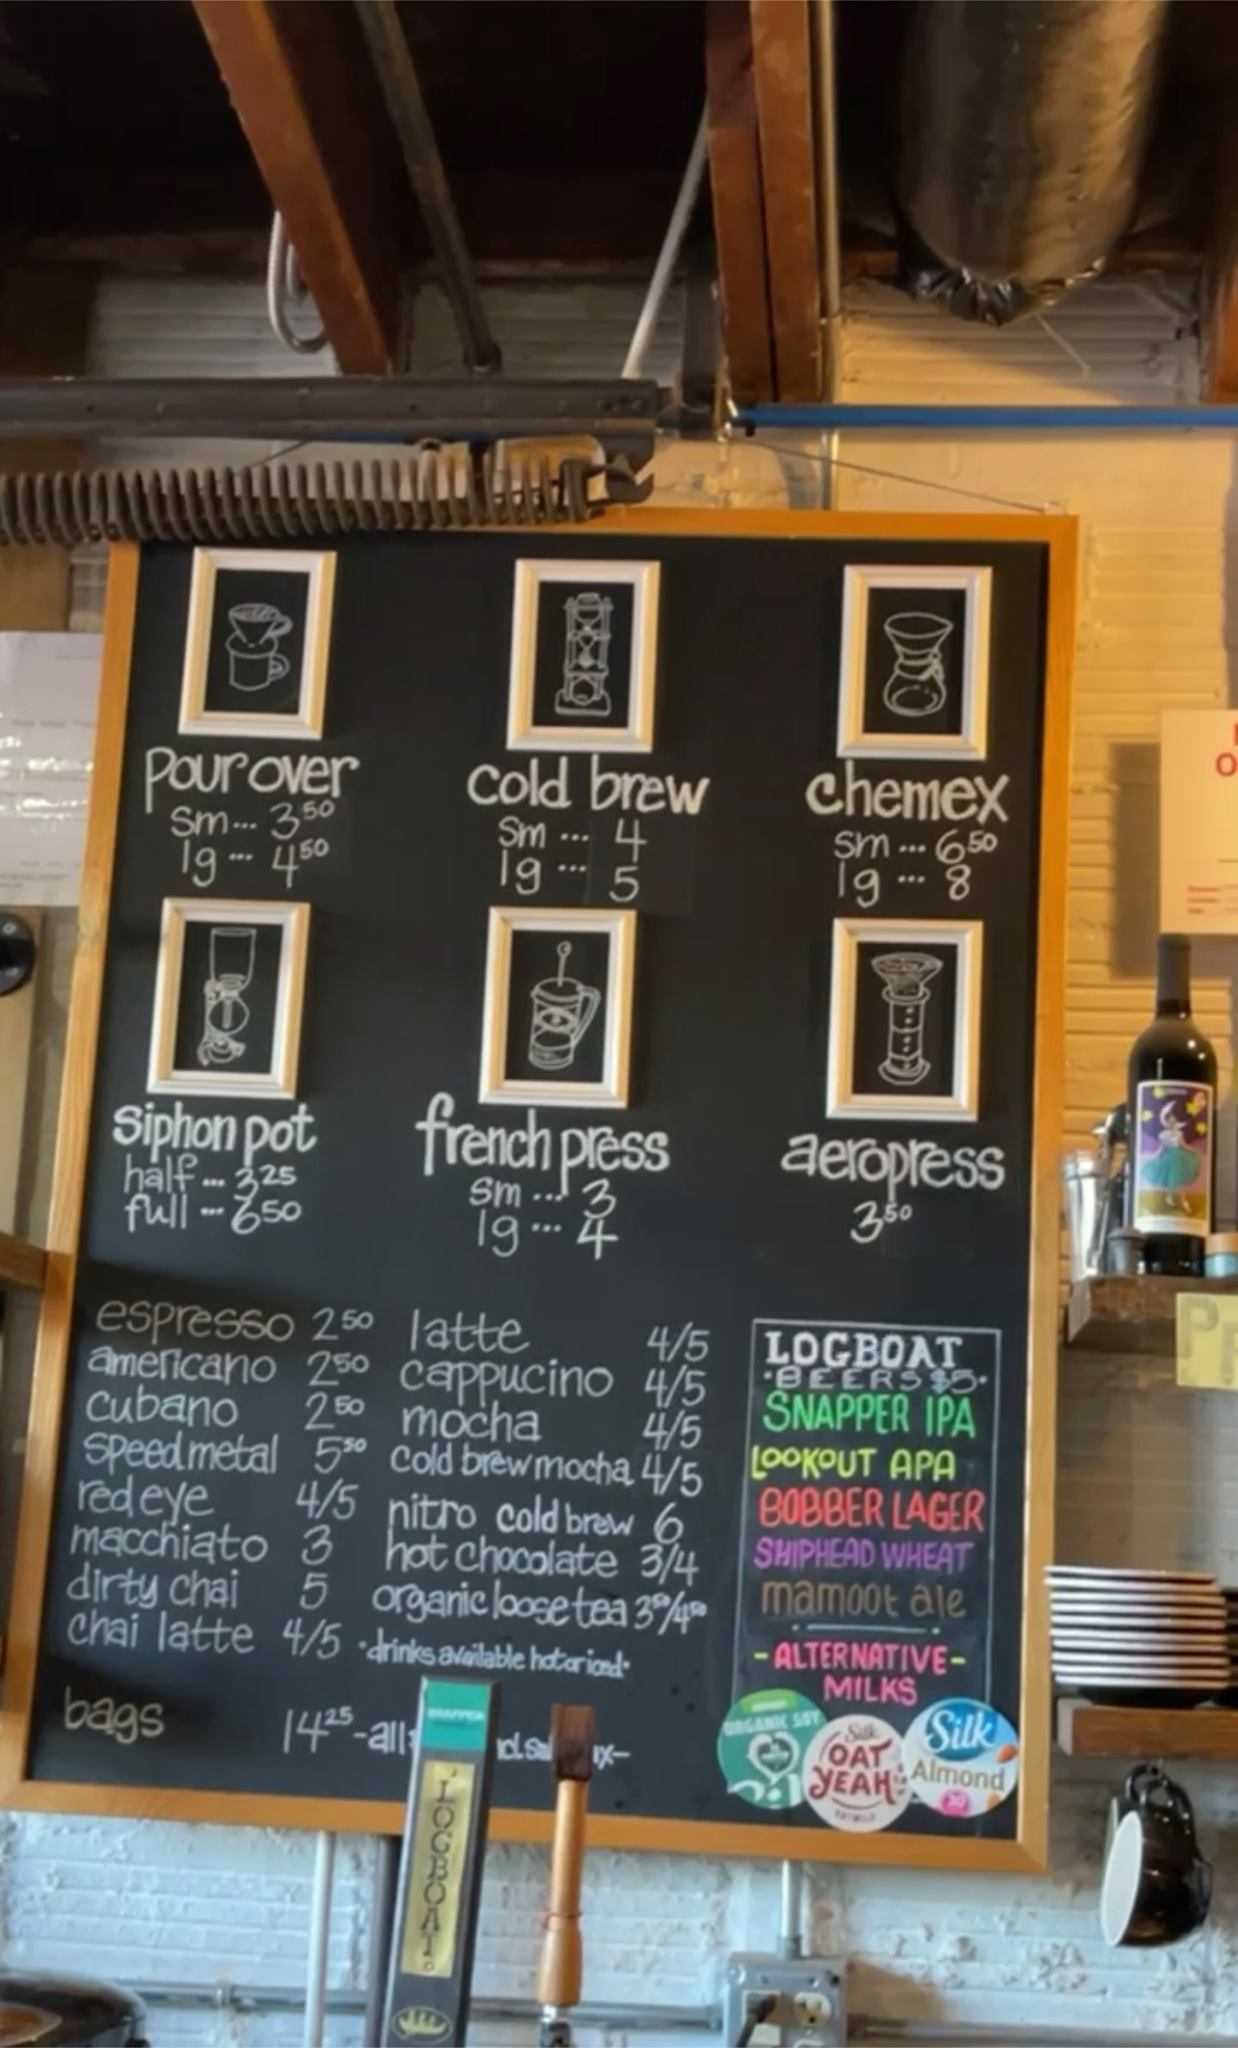 pour over
sm... 3.50
lg... 4.50
cold brew
sm... 4
lg... 5
chemex
sm... 6.50
lg... 8
siphon pot
half... 3.25
full... 6.50
french press
sm... 3
lg... 4
aeropress
3.50
espresso 2.50
americano 2.50
cubano 2.50
speed metal 5.50
red eye 4/5
macchiato 3
dirty chai 5
chai latte 4/5
latte 4/5
cappucino 4/5
mocha 4/5
cold brew mocha 4/5
nitro cold brew 6
hot chocolate 3/4
organic loose tea 3.50/4.50
·drinks available hot or iced·
bags 14.25 -all
LOGBOAT
·BEERS $5·
SNAPPER IPA
LOOKOUT APA
BOBBER LAGER
SHIPHEAD WHEAT
mamoot ale
-ALTERNATIVE-
MILKS
ORGANIC SOY
Silk
OAT
YEAH
Silk
Almond
SNAPPER
LOGBOAT